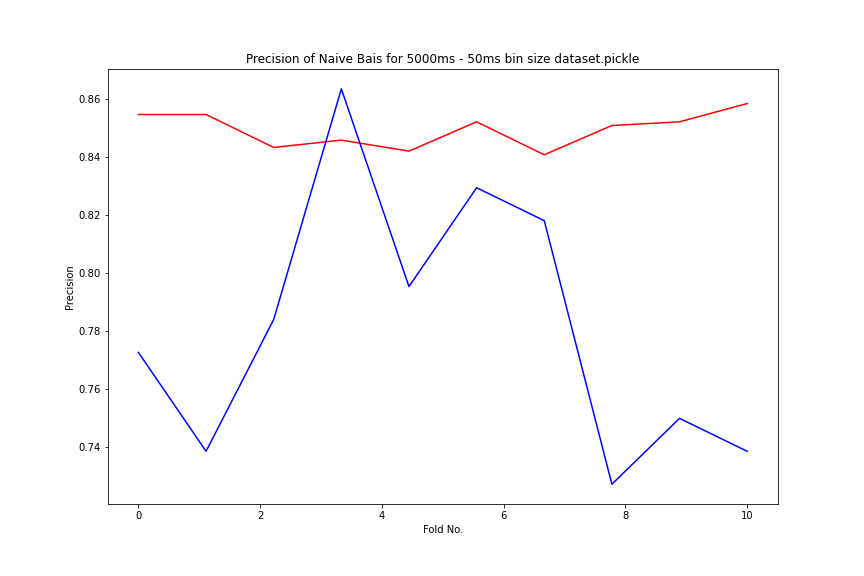 Precision of Naive Bais for 5000ms - 50ms bin size dataset.pickle
0.86
0.84
0.82
0.80
0.78
0.76
0.74
Precision
0 2 4 6 8 10
Fold No.